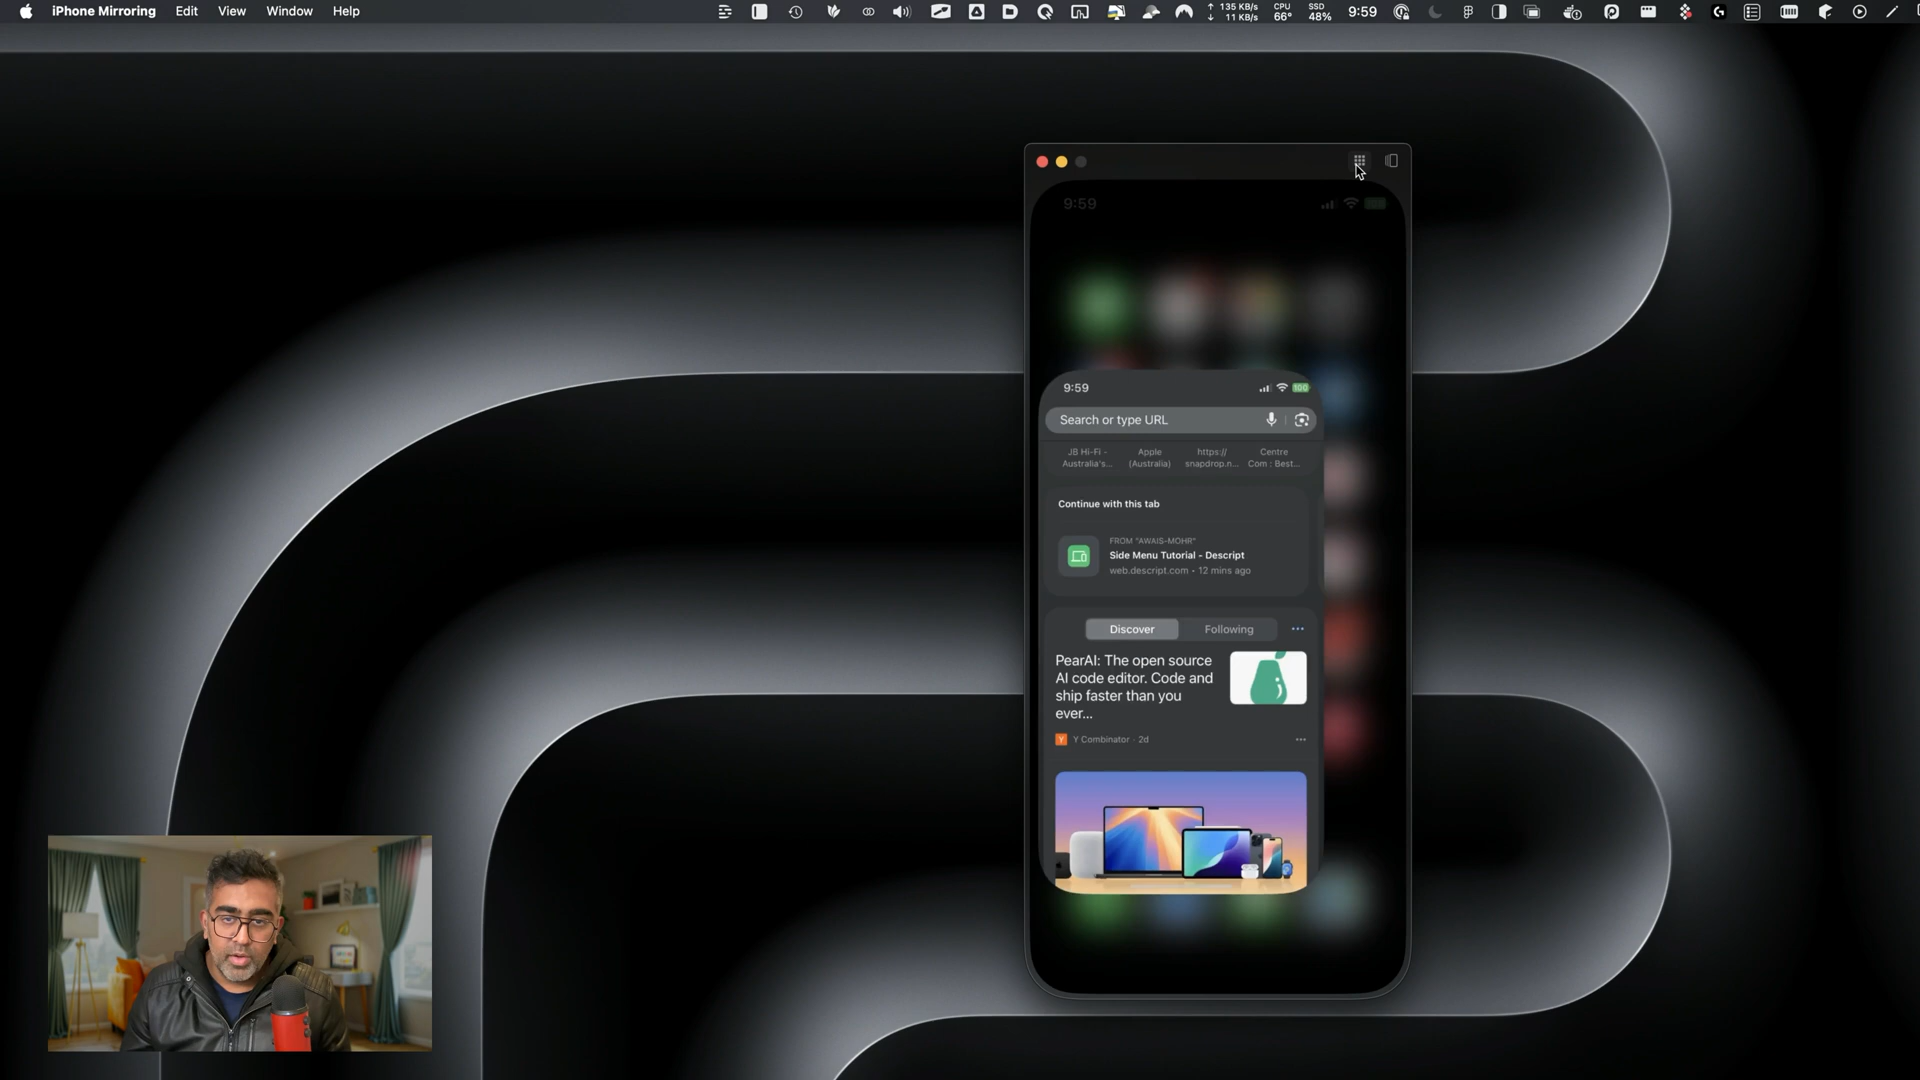 iPhone Mirroring Edit View Window Help
135 KB/s
11 KB/s
CPU
66°
SSD
48%
9:59
9:59
9:59
100
Search or type URL
JB Hi-Fi -
Australia's...
Apple
(Australia)
https://
snapdrop.n...
Centre
Com : Best...
Continue with this tab
FROM "AWAIS-MOHR"
Side Menu Tutorial - Descript
web.descript.com • 12 mins ago
Discover Following
PearAI: The open source
AI code editor. Code and
ship faster than you
ever...
Y Combinator · 2d